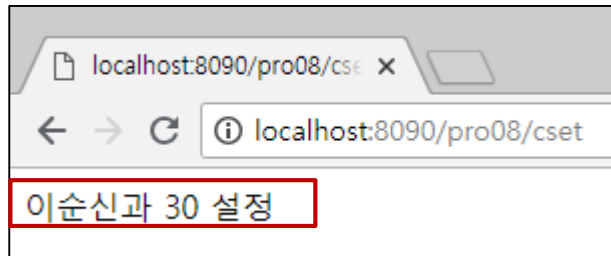 localhost:8090/pro08/cse
localhost:8090/pro08/cset
이순신과 30 설정